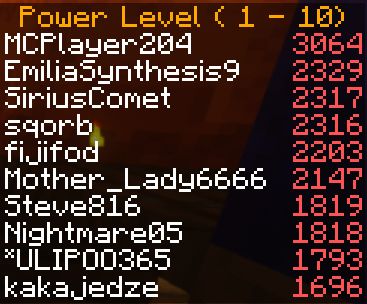 Power Level ( 1 - 10)
MCPlayer204 3064
EmiliaSynthesis9 2329
SiriusComet 2317
sqorb 2316
fijifod 2203
Mother_Lady6666 2147
Steve816 1819
Nightmare05 1818
*ULIPOO365 1793
kakajedze 1696